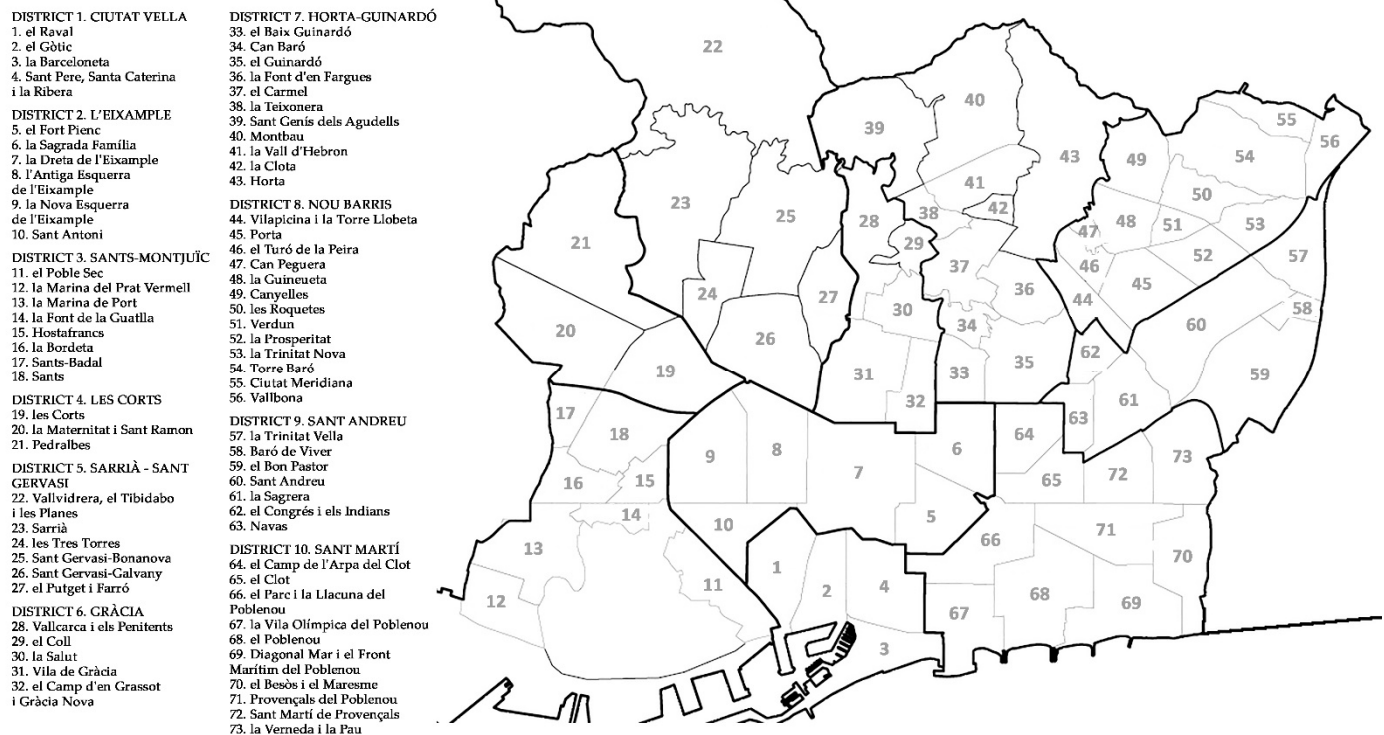 DISTRICT 1. CIUTAT VELLA
1. el Raval
2. el Gòtic
3. la Barceloneta
4. Sant Pere, Santa Caterina
i la Ribera
DISTRICT 2. L'EIXAMPLE
5. el Fort Pienc
6. la Sagrada Família
7. la Dreta de l'Eixample
8. l'Antiga Esquerra
de l'Eixample
9. la Nova Esquerra
de l'Eixample
10. Sant Antoni
DISTRICT 3. SANTS-MONTJUÏC
11. el Poble Sec
12. la Marina del Prat Vermell
13. la Marina de Port
14. la Font de la Guatlla
15. Hostafrancs
16. la Bordeta
17. Sants-Badal
18. Sants
DISTRICT 4. LES CORTS
19. les Corts
20. la Maternitat i Sant Ramon
21. Pedralbes
DISTRICT 5. SARRIÀ - SANT
GERVASI
22. Vallvidrera, el Tibidabo
i les Planes
23. Sarrià
24. les Tres Torres
25. Sant Gervasi-Bonanova
26. Sant Gervasi-Galvany
27. el Putget i Farró
DISTRICT 6. GRÀCIA
28. Vallcarca i els Penitents
29. el Coll
30. la Salut
31. Vila de Gràcia
32. el Camp d'en Grassot
i Gràcia Nova
DISTRICT 7. HORTA-GUINARDÓ
33. el Baix Guinardó
34. Can Baró
35. el Guinardó
36. la Font d'en Fargues
37. el Carmel
38. la Teixonera
39. Sant Genís dels Agudells
40. Montbau
41. la Vall d'Hebron
42. la Clota
43. Horta
DISTRICT 8. NOU BARRIS
44. Vilapicina i la Torre Llobeta
45. Porta
46. el Turó de la Peira
47. Can Peguera
48. la Guineueta
49. Canyelles
50. les Roquetes
51. Verdun
52. la Prosperitat
53. la Trinitat Nova
54. Torre Baró
55. Ciutat Meridiana
56. Vallbona
DISTRICT 9. SANT ANDREU
57. la Trinitat Vella
58. Baró de Viver
59. el Bon Pastor
60. Sant Andreu
61. la Sagrera
62. el Congrés i els Indians
63. Navas
DISTRICT 10. SANT MARTÍ
64. el Camp de l'Arpa del Clot
65. el Clot
66. el Parc i la Llacuna del
Poblenou
67. la Vila Olímpica del Poblenou
68. el Poblenou
69. Diagonal Mar i el Front
Marítim del Poblenou
70. el Besòs i el Maresme
71. Provençals del Poblenou
72. Sant Martí de Provençals
73. la Verneda i la Pau
22
40
55
39
56
43
49
54
41
50
23
25
28
38
42
48
51
53
47
21
29
52
57
37
46
45
24
27
36
44
58
30
34
60
20
26
62
35
19
31
33
59
32
61
17
63
18
64
9
8
6
73
7
72
16
15
65
14
5
10
71
66
13
70
1
11
2
4
68
12
69
67
3